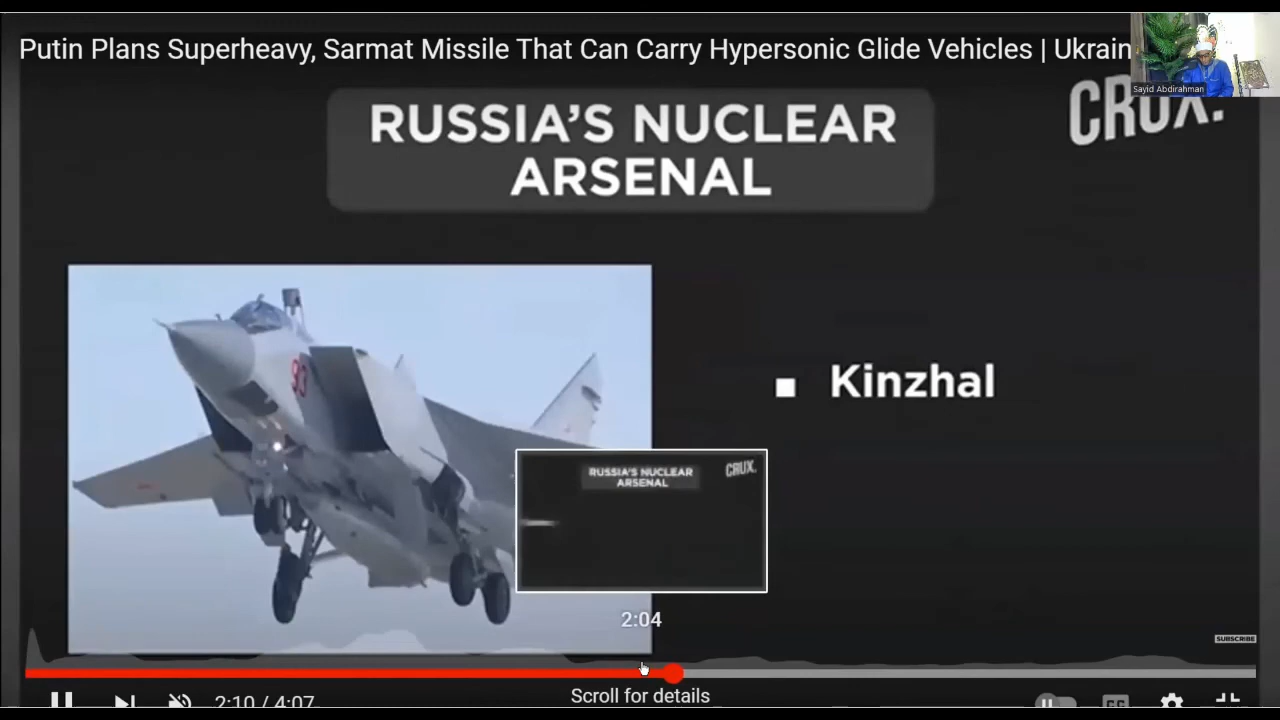 Putin Plans Superheavy, Sarmat Missile That Can Carry Hypersonic Glide Vehicles | Ukrain
Sayid Abdirahman
CRUX.
RUSSIA'S NUCLEAR
ARSENAL
93
Kinzhal
RUSSIA'S NUCLEAR
ARSENAL
CRUX.
2:04
SUBSCRIBE
2:10 / 4:07
Scroll for details
CC